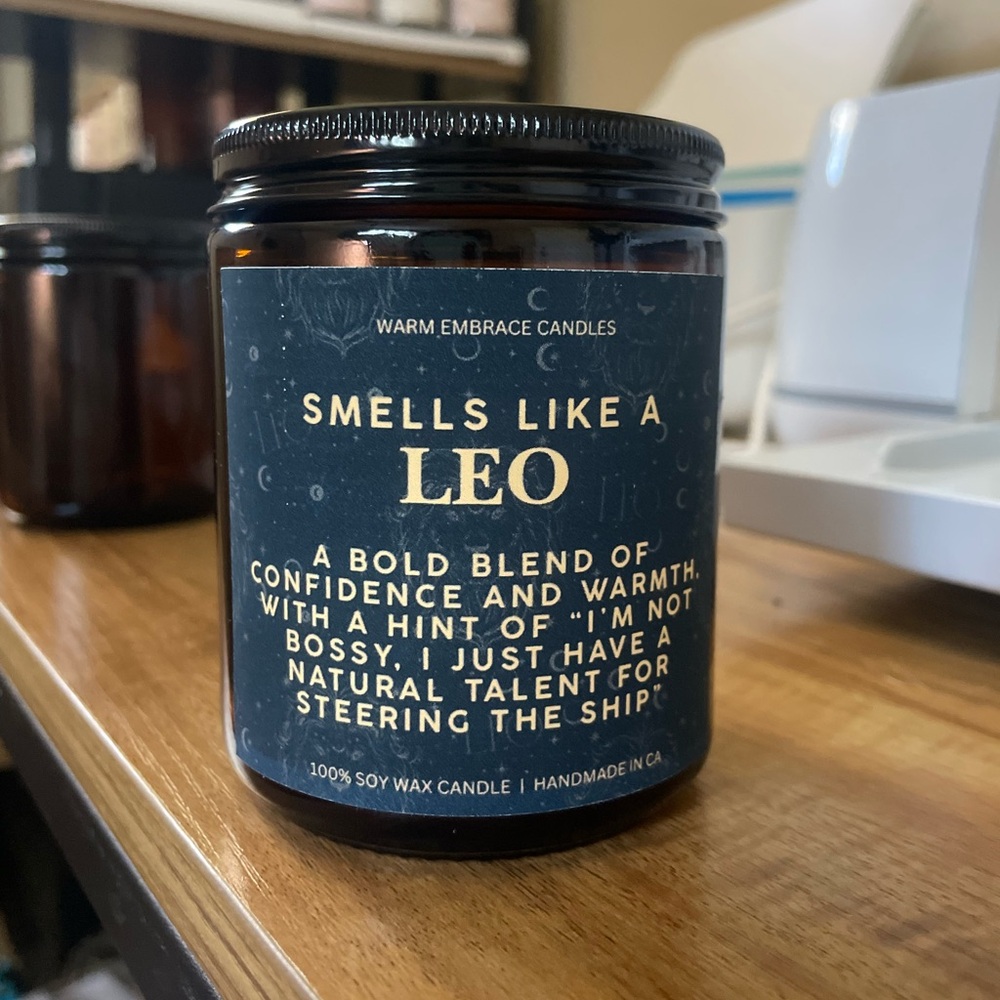 WARM EMBRACE CANDLES
SMELLS LIKE A
LEO
A BOLD BLEND OF
CONFIDENCE AND WARMTH,
WITH A HINT OF “I’M NOT
BOSSY, I JUST HAVE A
NATURAL TALENT FOR
STEERING THE SHIP”
100% SOY WAX CANDLE | HANDMADE IN CA